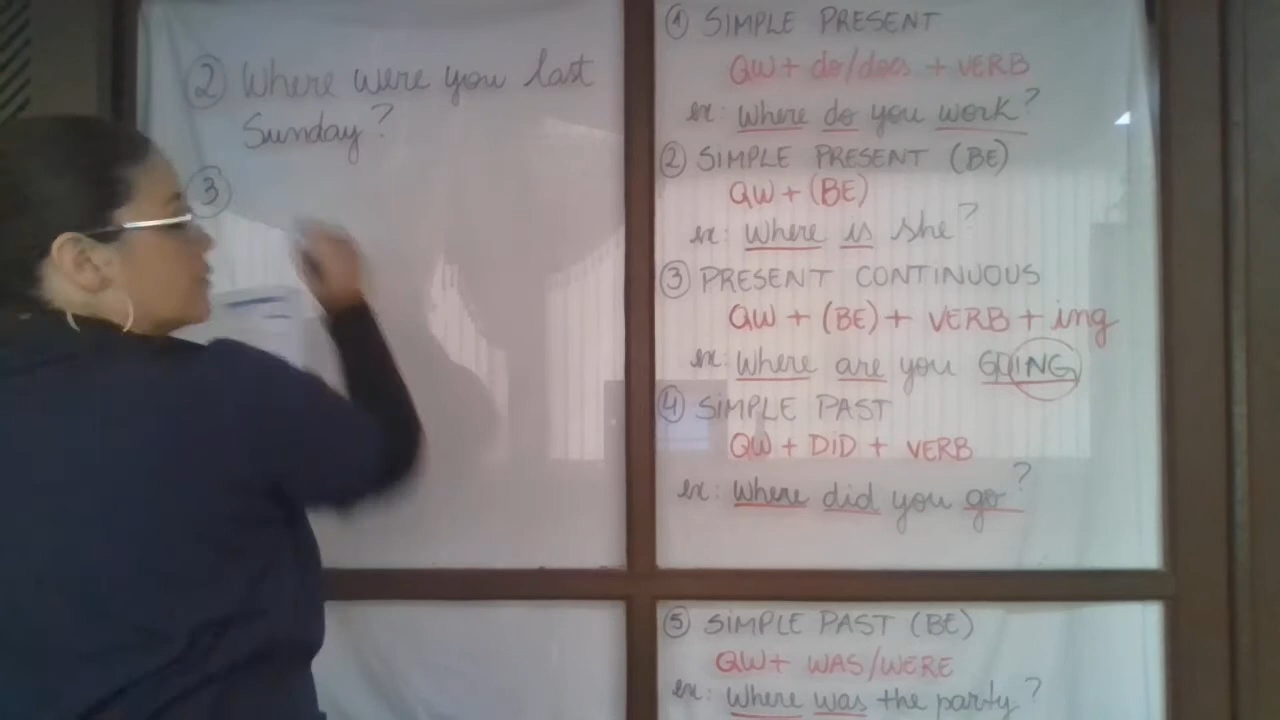 ② Where were you last
Sunday?
③
① SIMPLE PRESENT
QW + do/does + VERB
ex: Where do you work?
② SIMPLE PRESENT (BE)
QW + (BE)
ex: Where is she?
③ PRESENT CONTINUOUS
QW + (BE) + VERB + ing
ex: Where are you GOING
④ SIMPLE PAST
QW + DID + VERB
ex: Where did you go?
⑤ SIMPLE PAST (BE)
QW + WAS/WERE
ex: Where was the party?